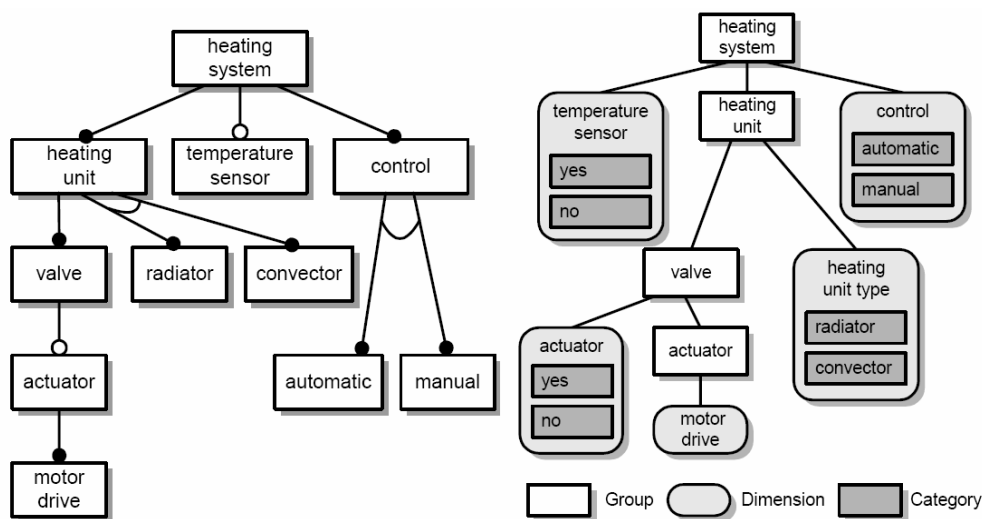 heating
system
heating
unit
temperature
sensor
control
valve
radiator
convector
actuator
automatic
manual
motor
drive
heating
system
temperature
sensor
yes
no
heating
unit
control
automatic
manual
valve
heating
unit type
radiator
convector
actuator
yes
no
actuator
motor
drive
Group
Dimension
Category